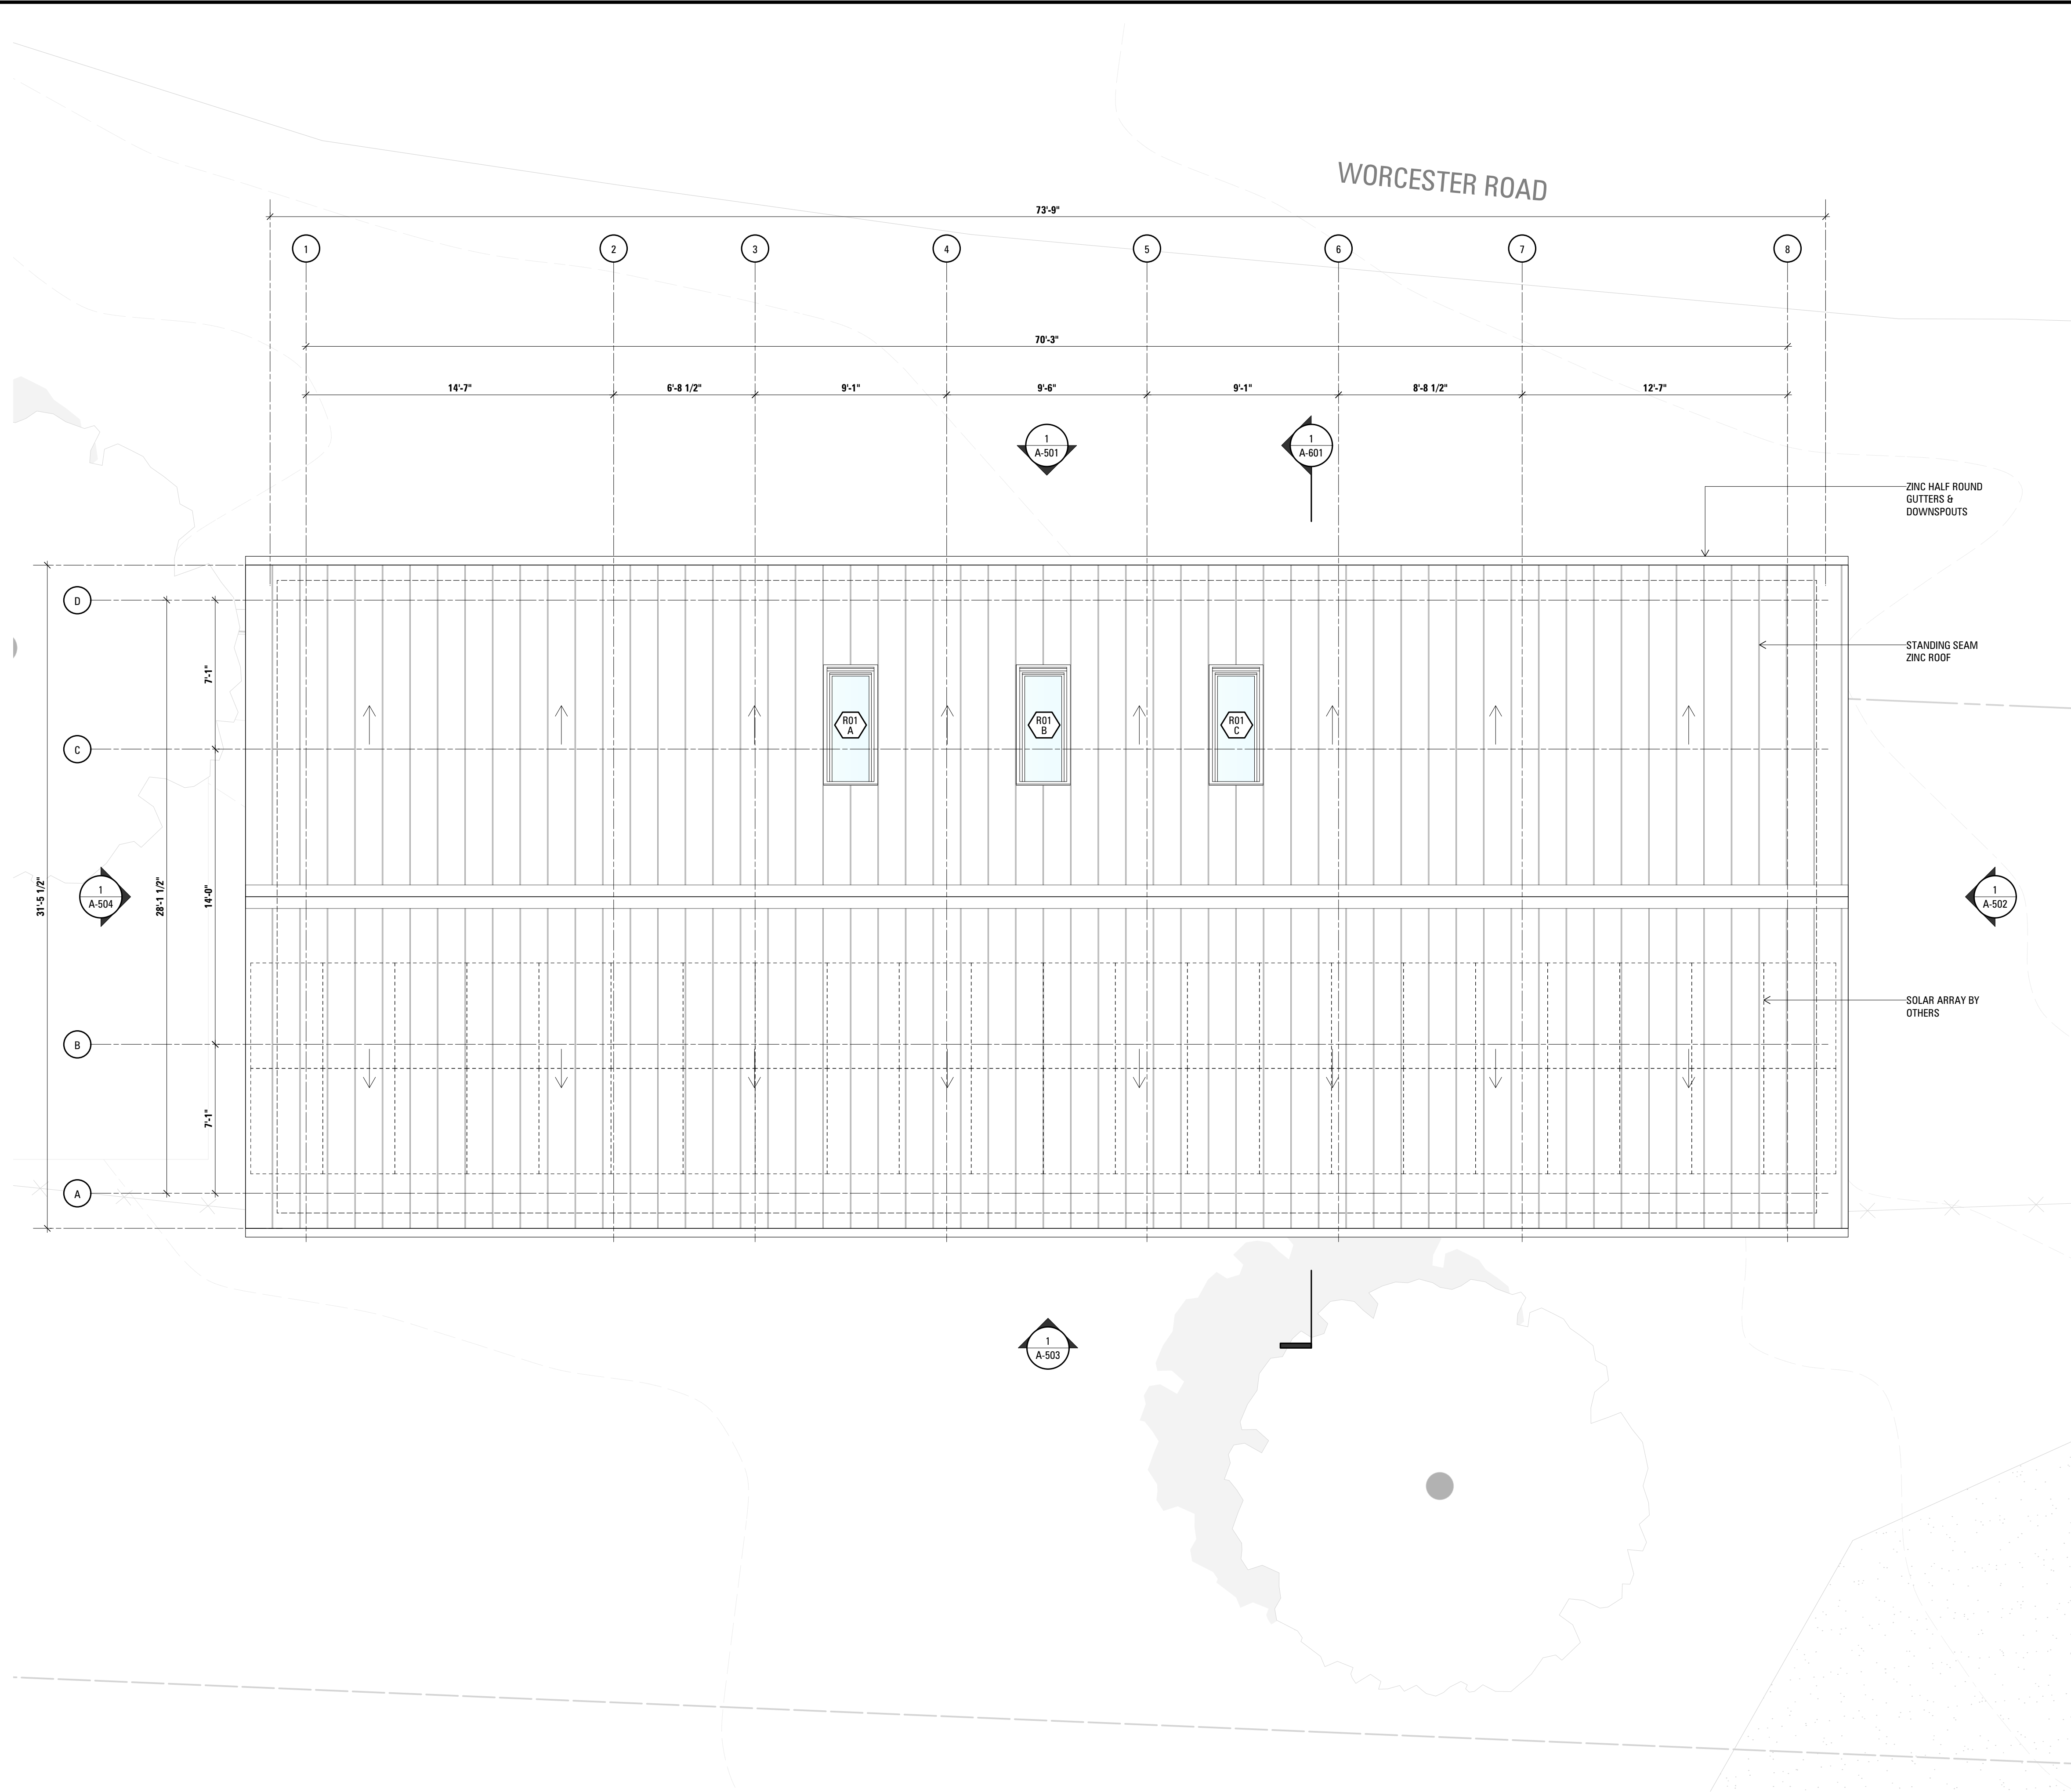 WORCESTER ROAD
73'-9"
1
2
3
4
5
6
7
8
70'-3"
14'-7"
6'-8 1/2"
9'-1"
9'-6"
9'-1"
8'-8 1/2"
12'-7"
1
A-501
1
A-601
ZINC HALF ROUND
GUTTERS &
DOWNSPOUTS
D
7'-1"
STANDING SEAM
ZINC ROOF
R01
A
R01
B
R01
C
C
31'-5 1/2"
1
A-504
28'-1 1/2"
14'-0"
1
A-502
SOLAR ARRAY BY
OTHERS
B
7'-1"
A
1
A-503